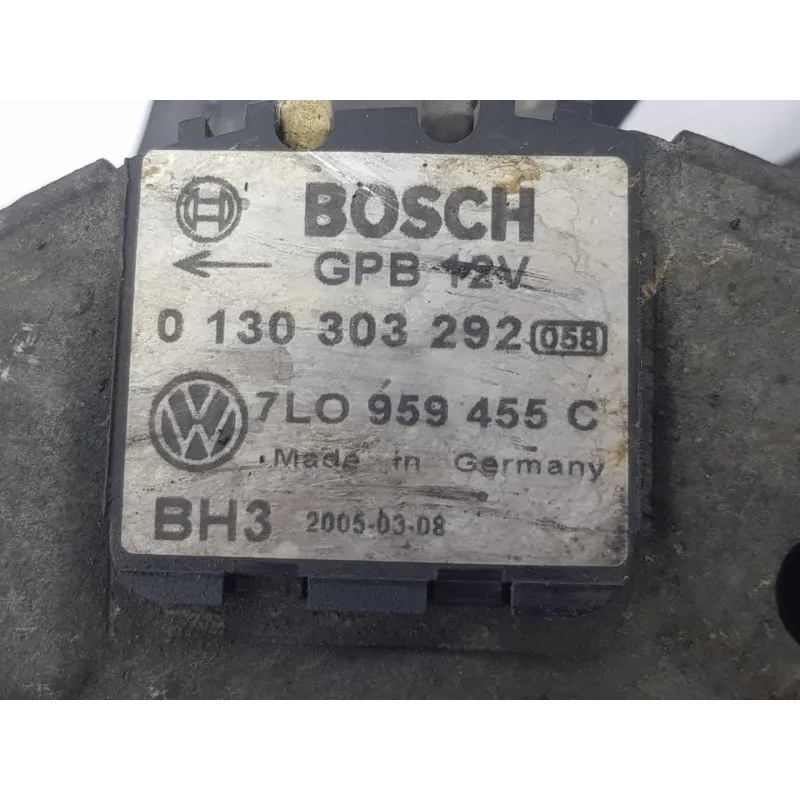 BOSCH
GPB 12V
0 130 303 292 058
7L0 959 455 C
Made in Germany
BH3 2005-03-08